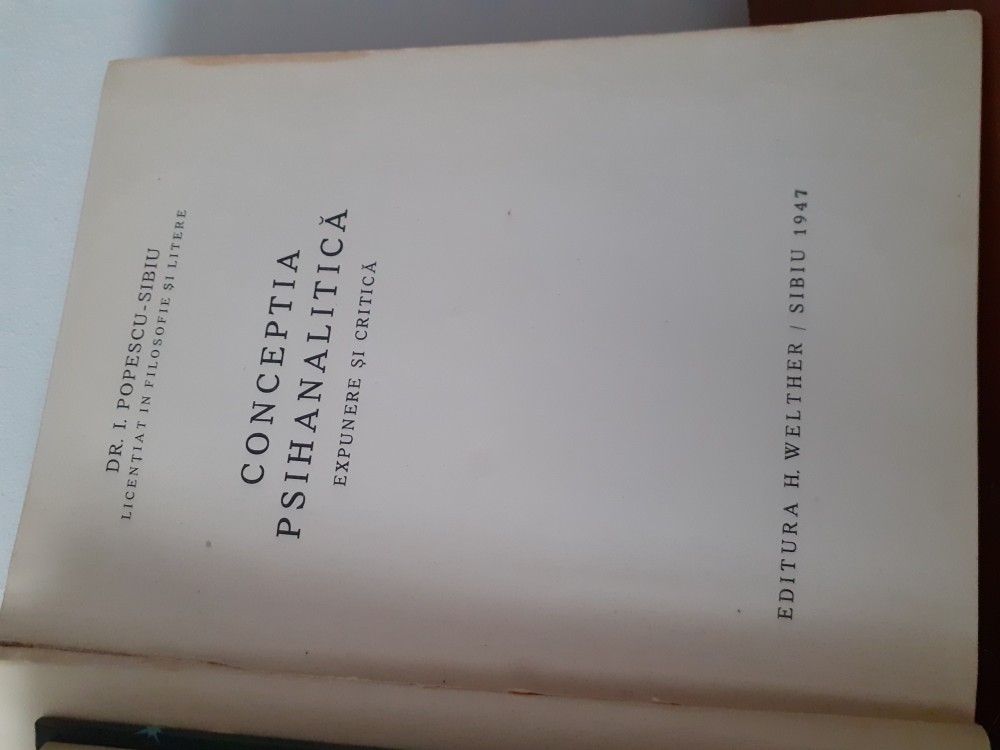 DR. I. POPESCU-SIBIU
LICENȚIAT IN FILOSOFIE ȘI LITERE
CONCEPTIA
PSIHANALITICĂ
EXPUNERE ȘI CRITICĂ
EDITURA H. WELTHER / SIBIU 1947